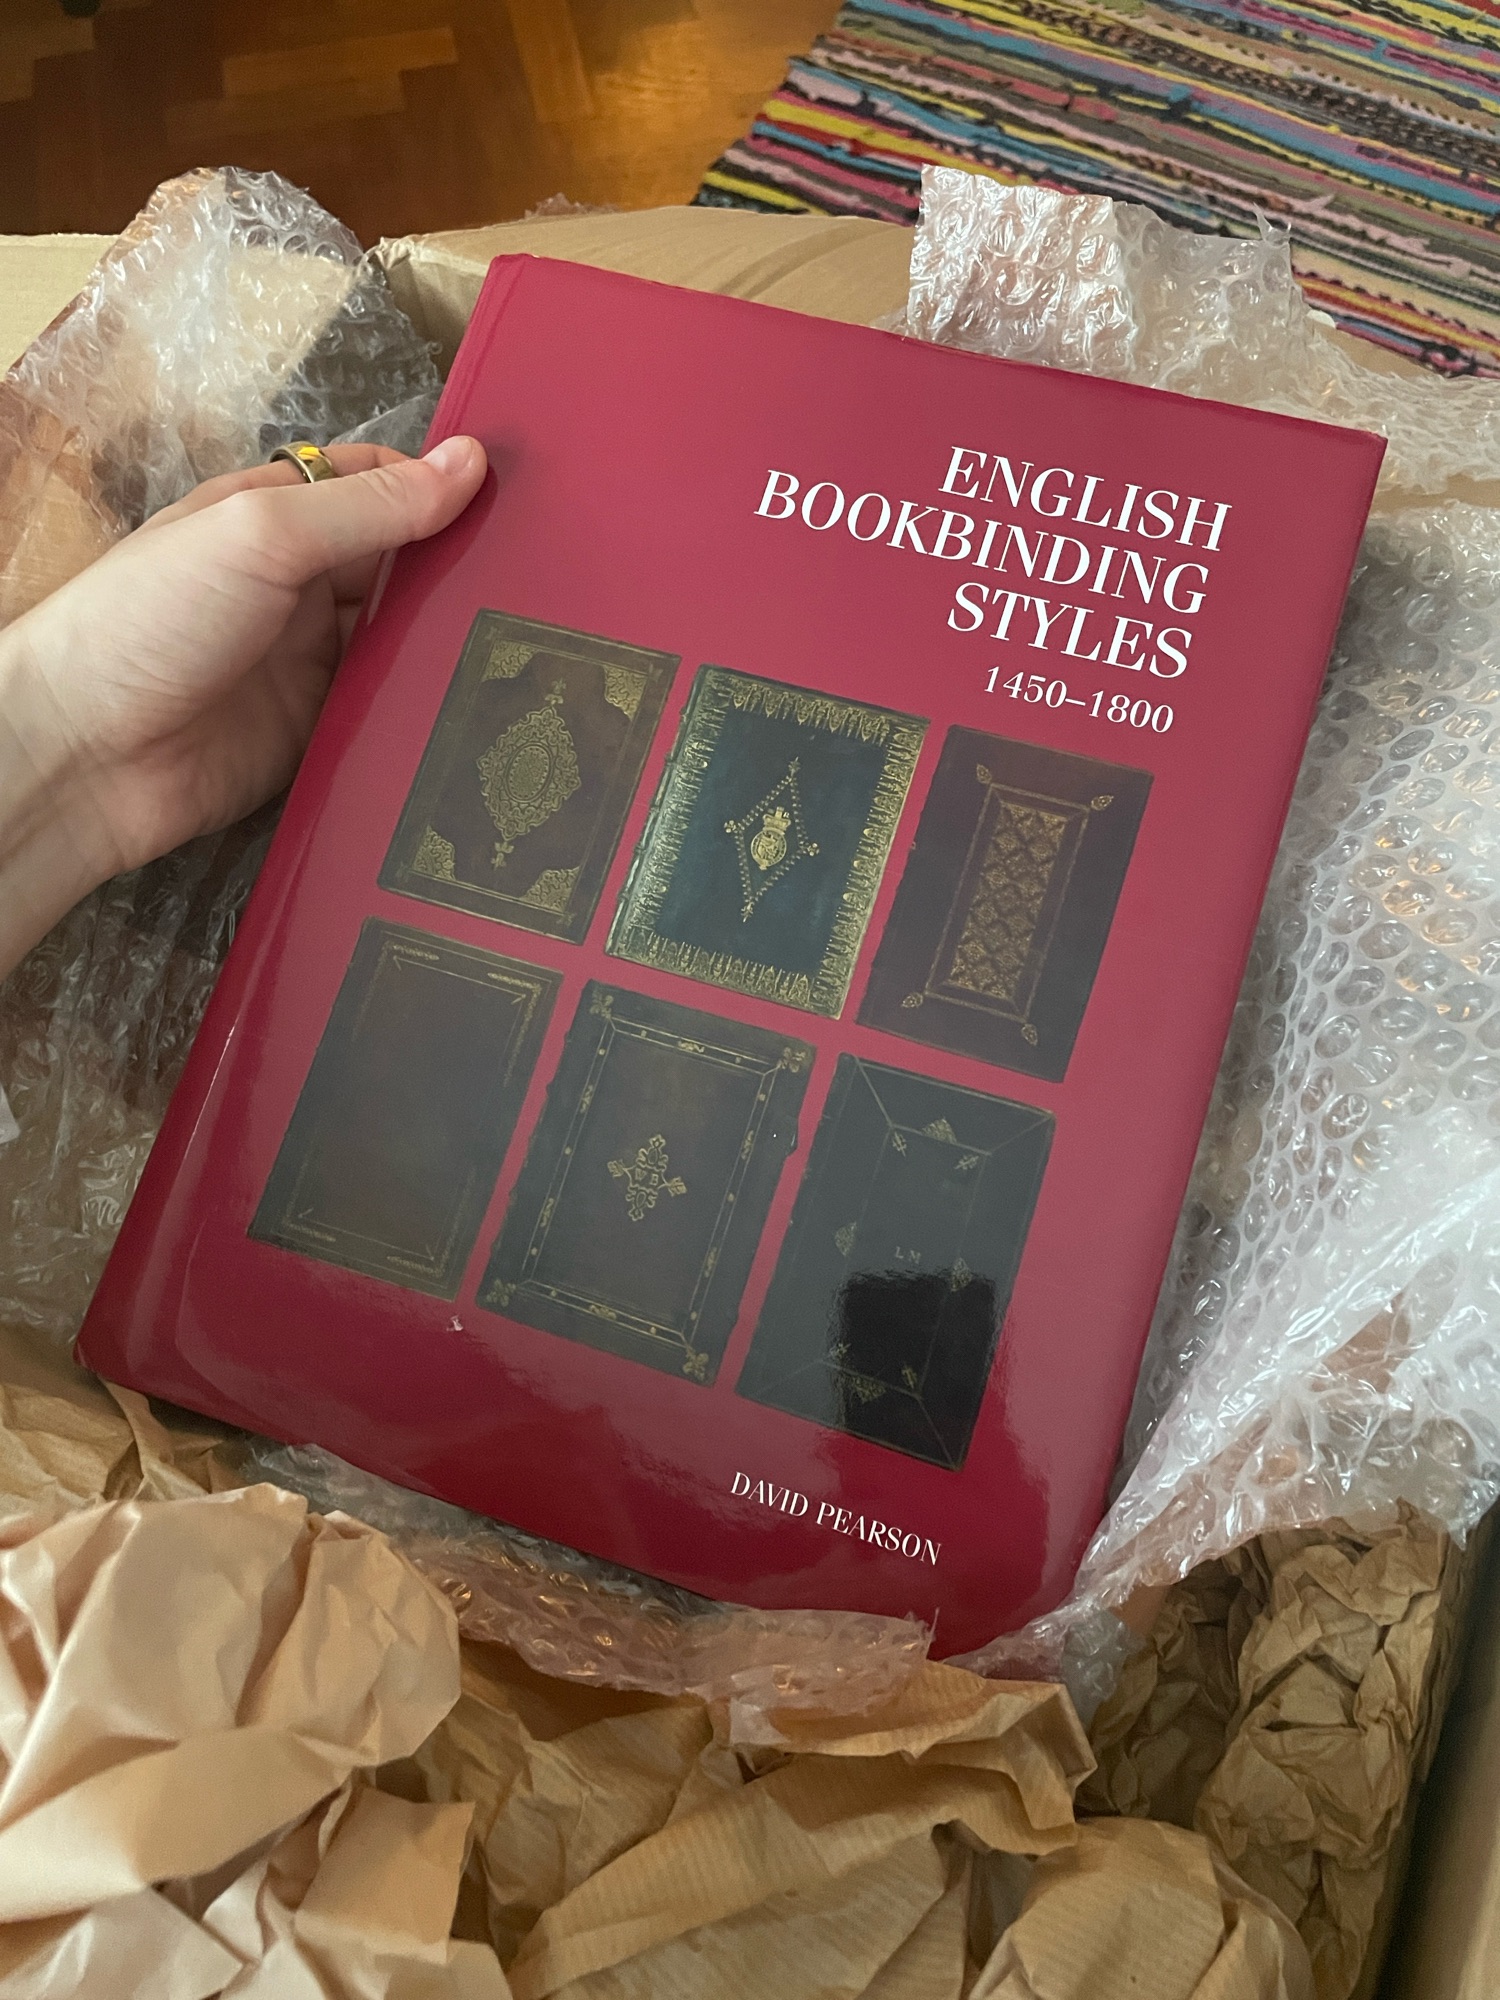 ENGLISH
BOOKBINDING
STYLES
1450–1800
L M
DAVID PEARSON